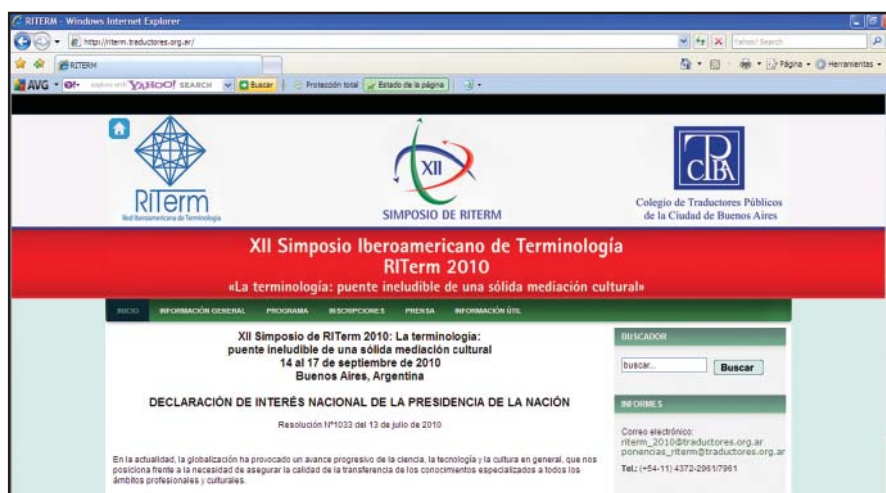 RITERM - Windows Internet Explorer
http://riterm.traductores.org.ar/
Yahoo! Search
RITERM
Página
Herramientas
AVG
YAHOO! SEARCH
Buscar
Protección total
Estado de la página
RiTerm
Red Iberoamericana de Terminología
XII
SIMPOSIO DE RITERM
Colegio de Traductores Públicos
de la Ciudad de Buenos Aires
XII Simposio Iberoamericano de Terminología
RITerm 2010
«La terminología: puente ineludible de una sólida mediación cultural»
INICIO INFORMACIÓN GENERAL PROGRAMA INSCRIPCIONES PRENSA INFORMACIÓN ÚTIL
XII Simposio de RITerm 2010: La terminología:
puente ineludible de una sólida mediación cultural
14 al 17 de septiembre de 2010
Buenos Aires, Argentina
DECLARACIÓN DE INTERÉS NACIONAL DE LA PRESIDENCIA DE LA NACIÓN
Resolución Nº1033 del 13 de julio de 2010
En la actualidad, la globalización ha provocado un avance progresivo de la ciencia, la tecnología y la cultura en general, que nos
posiciona frente a la necesidad de asegurar la calidad de la transferencia de los conocimientos especializados a todos los
ámbitos profesionales y culturales.
BUSCADOR
buscar...
Buscar
INFORMES
Correo electrónico:
riterm_2010@traductores.org.ar
ponencias_riterm@traductores.org.ar
Tel.: (+54-11) 4372-2961/7961